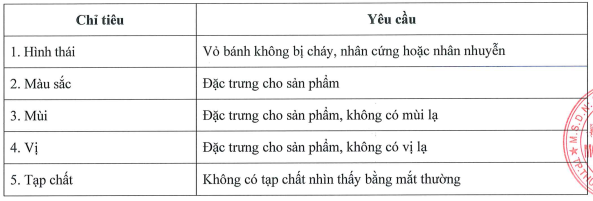 Chỉ tiêu Yêu cầu
1. Hình thái Vỏ bánh không bị cháy, nhân cứng hoặc nhân nhuyễn
2. Màu sắc Đặc trưng cho sản phẩm
3. Mùi Đặc trưng cho sản phẩm, không có mùi lạ
4. Vị Đặc trưng cho sản phẩm, không có vị lạ
5. Tạp chất Không có tạp chất nhìn thấy bằng mắt thường
M.S.D.N: